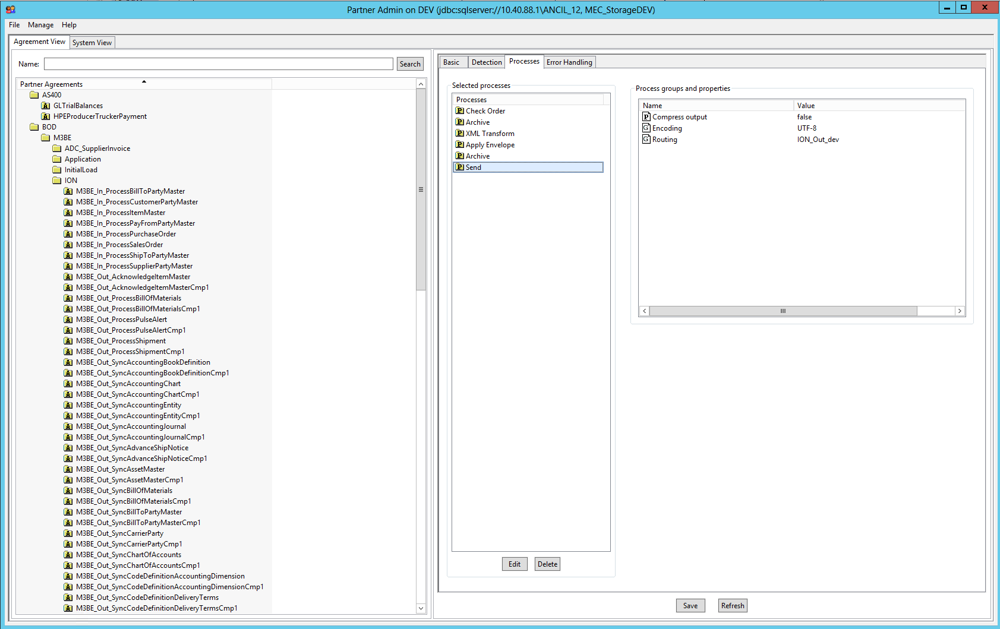 Partner Admin on DEV (jdbc:sqlserver://10.40.88.1\ANCIL_12, MEC_StorageDEV)
File Manage Help
Agreement View System View
Name: Search
Partner Agreements
AS400
GLTrialBalances
HPEProducerTruckerPayment
BOD
M3BE
ADC_SupplierInvoice
Application
InitialLoad
ION
M3BE_In_ProcessBillToPartyMaster
M3BE_In_ProcessCustomerPartyMaster
M3BE_In_ProcessItemMaster
M3BE_In_ProcessPayFromPartyMaster
M3BE_In_ProcessPurchaseOrder
M3BE_In_ProcessSalesOrder
M3BE_In_ProcessShipToPartyMaster
M3BE_In_ProcessSupplierPartyMaster
M3BE_Out_AcknowledgeItemMaster
M3BE_Out_AcknowledgeItemMasterCmp1
M3BE_Out_ProcessBillOfMaterials
M3BE_Out_ProcessBillOfMaterialsCmp1
M3BE_Out_ProcessPulseAlert
M3BE_Out_ProcessPulseAlertCmp1
M3BE_Out_ProcessShipment
M3BE_Out_ProcessShipmentCmp1
M3BE_Out_SyncAccountingBookDefinition
M3BE_Out_SyncAccountingBookDefinitionCmp1
M3BE_Out_SyncAccountingChart
M3BE_Out_SyncAccountingChartCmp1
M3BE_Out_SyncAccountingEntity
M3BE_Out_SyncAccountingEntityCmp1
M3BE_Out_SyncAccountingJournal
M3BE_Out_SyncAccountingJournalCmp1
M3BE_Out_SyncAdvanceShipNotice
M3BE_Out_SyncAdvanceShipNoticeCmp1
M3BE_Out_SyncAssetMaster
M3BE_Out_SyncAssetMasterCmp1
M3BE_Out_SyncBillOfMaterials
M3BE_Out_SyncBillOfMaterialsCmp1
M3BE_Out_SyncBillToPartyMaster
M3BE_Out_SyncBillToPartyMasterCmp1
M3BE_Out_SyncCarrierParty
M3BE_Out_SyncCarrierPartyCmp1
M3BE_Out_SyncChartOfAccounts
M3BE_Out_SyncChartOfAccountsCmp1
M3BE_Out_SyncCodeDefinitionAccountingDimension
M3BE_Out_SyncCodeDefinitionAccountingDimensionCmp1
M3BE_Out_SyncCodeDefinitionDeliveryTerms
M3BE_Out_SyncCodeDefinitionDeliveryTermsCmp1
Basic Detection Processes Error Handling
Selected processes
Processes
Check Order
Archive
XML Transform
Apply Envelope
Archive
Send
Edit Delete
Process groups and properties
Name Value
Compress output false
Encoding UTF-8
Routing ION_Out_dev
Save Refresh